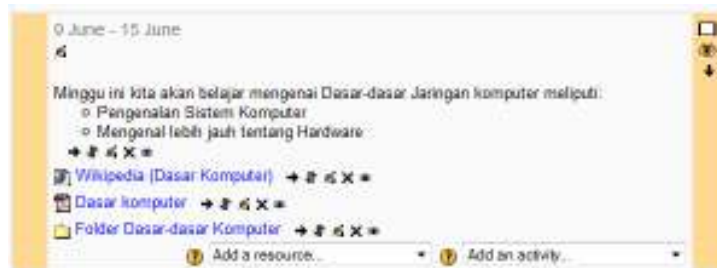 9 June - 15 June
Minggu ini kita akan belajar mengenai Dasar-dasar Jaringan komputer meliputi:
Pengenalan Sistem Komputer
Mengenal lebih jauh tentang Hardware
Wikipedia (Dasar Komputer)
Dasar komputer
Folder Dasar-dasar Komputer
Add a resource... Add an activity...